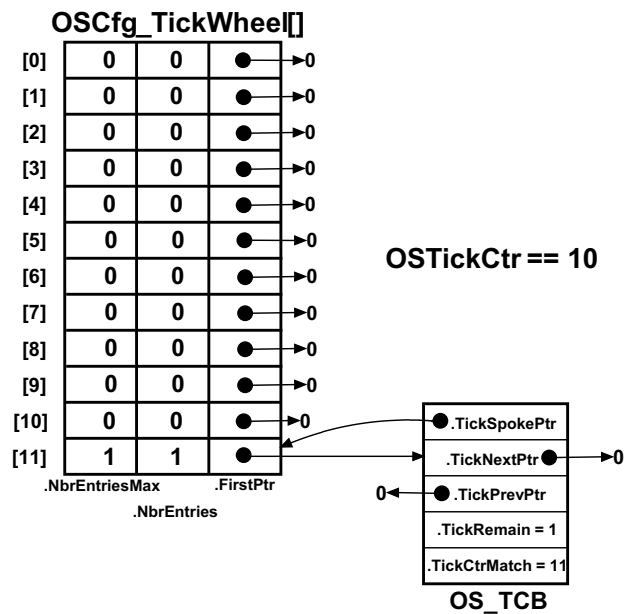 OSCfg_TickWheel[]
[0] 0 0 0
[1] 0 0 0
[2] 0 0 0
[3] 0 0 0
[4] 0 0 0
[5] 0 0 0
OSTickCtr == 10
[6] 0 0 0
[7] 0 0 0
[8] 0 0 0
[9] 0 0 0
[10] 0 0 0
[11] 1 1
.NbrEntriesMax .FirstPtr
.NbrEntries
.TickSpokePtr
.TickNextPtr 0
0 .TickPrevPtr
.TickRemain = 1
.TickCtrMatch = 11
OS_TCB